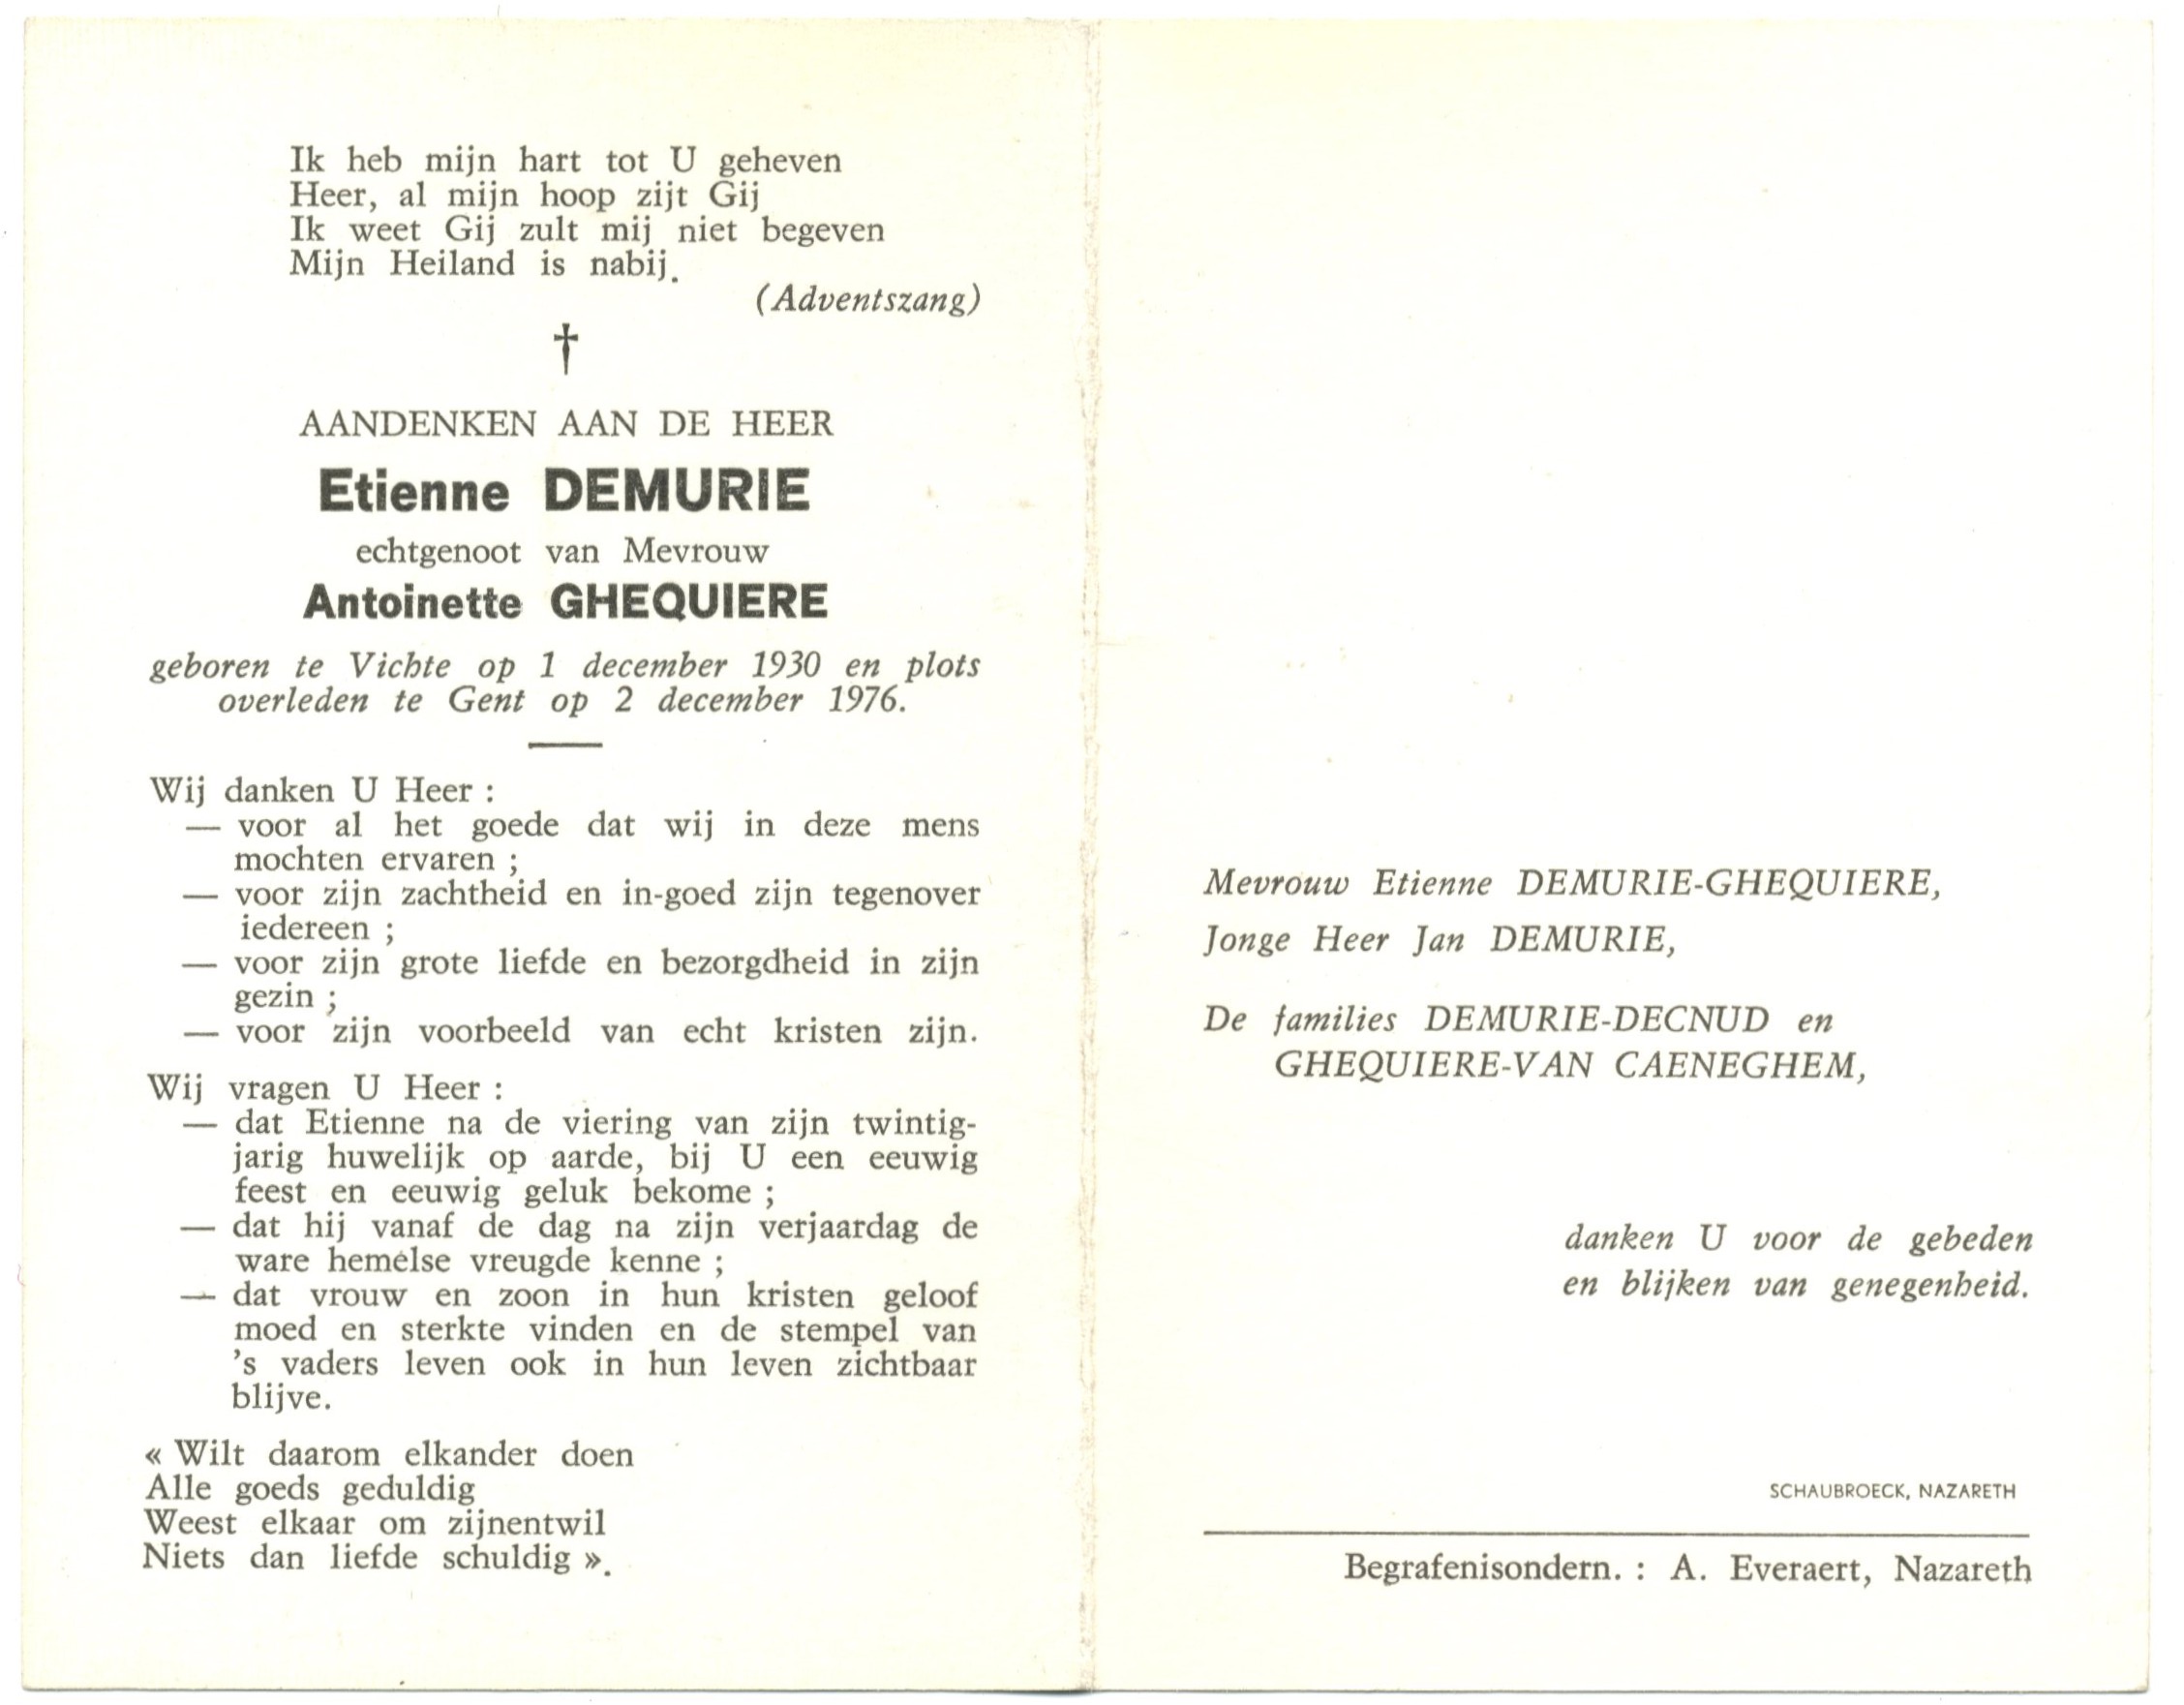 Ik heb mijn hart tot U geheven
Heer, al mijn hoop zijt Gij
Ik weet Gij zult mij niet begeven
Mijn Heiland is nabij.
(Adventszang)
†
AANDENKEN AAN DE HEER
Etienne DEMURIE
echtgenoot van Mevrouw
Antoinette GHEQUIERE
geboren te Vichte op 1 december 1930 en plots
overleden te Gent op 2 december 1976.
Wij danken U Heer :
— voor al het goede dat wij in deze mens
mochten ervaren ;
— voor zijn zachtheid en in-goed zijn tegenover
iedereen ;
— voor zijn grote liefde en bezorgdheid in zijn
gezin ;
— voor zijn voorbeeld van echt kristen zijn.
Wij vragen U Heer :
— dat Etienne na de viering van zijn twintig-
jarig huwelijk op aarde, bij U een eeuwig
feest en eeuwig geluk bekome ;
— dat hij vanaf de dag na zijn verjaardag de
ware hemelse vreugde kenne ;
— dat vrouw en zoon in hun kristen geloof
moed en sterkte vinden en de stempel van
's vaders leven ook in hun leven zichtbaar
blijve.
« Wilt daarom elkander doen
Alle goeds geduldig
Weest elkaar om zijnentwil
Niets dan liefde schuldig ».
Mevrouw Etienne DEMURIE-GHEQUIERE,
Jonge Heer Jan DEMURIE,
De families DEMURIE-DECNUD en
GHEQUIERE-VAN CAENEGHEM,
danken U voor de gebeden
en blijken van genegenheid.
SCHAUBROECK, NAZARETH
Begrafenisondern. : A. Everaert, Nazareth